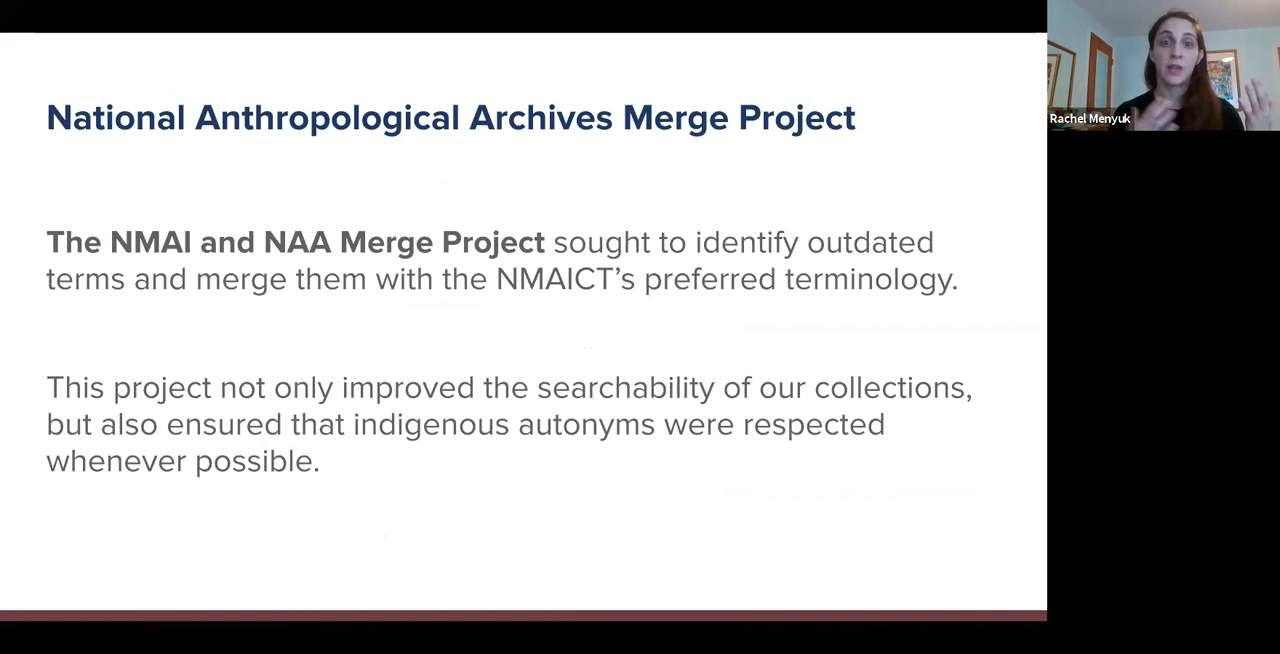 National Anthropological Archives Merge Project
The NMAI and NAA Merge Project sought to identify outdated
terms and merge them with the NMAICT’s preferred terminology.
This project not only improved the searchability of our collections,
but also ensured that indigenous autonyms were respected
whenever possible.
Rachel Menyuk